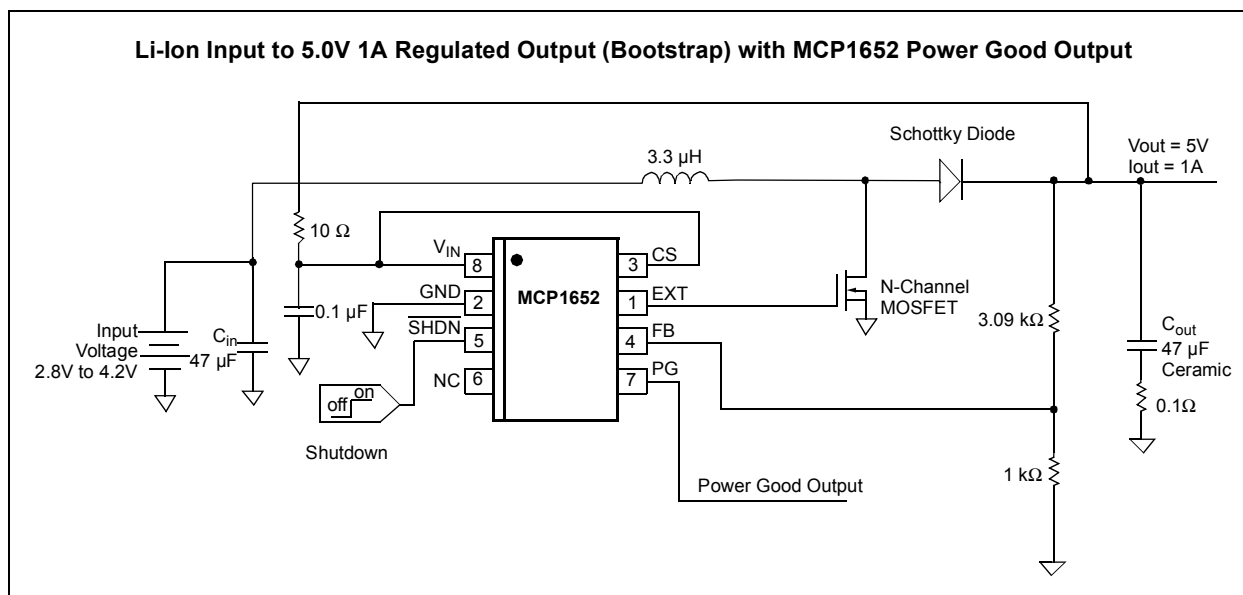 Li-Ion Input to 5.0V 1A Regulated Output (Bootstrap) with MCP1652 Power Good Output
Schottky Diode
Vout = 5V
Iout = 1A
3.3 µH
10 Ω
VIN
8
CS
3
MCP1652
GND
2
EXT
1
N-Channel
MOSFET
0.1 µF
SHDN
5
FB
4
3.09 kΩ
Input
Voltage
2.8V to 4.2V
Cin
47 µF
NC
6
PG
7
Cout
47 µF
Ceramic
0.1Ω
off
on
Shutdown
1 kΩ
Power Good Output